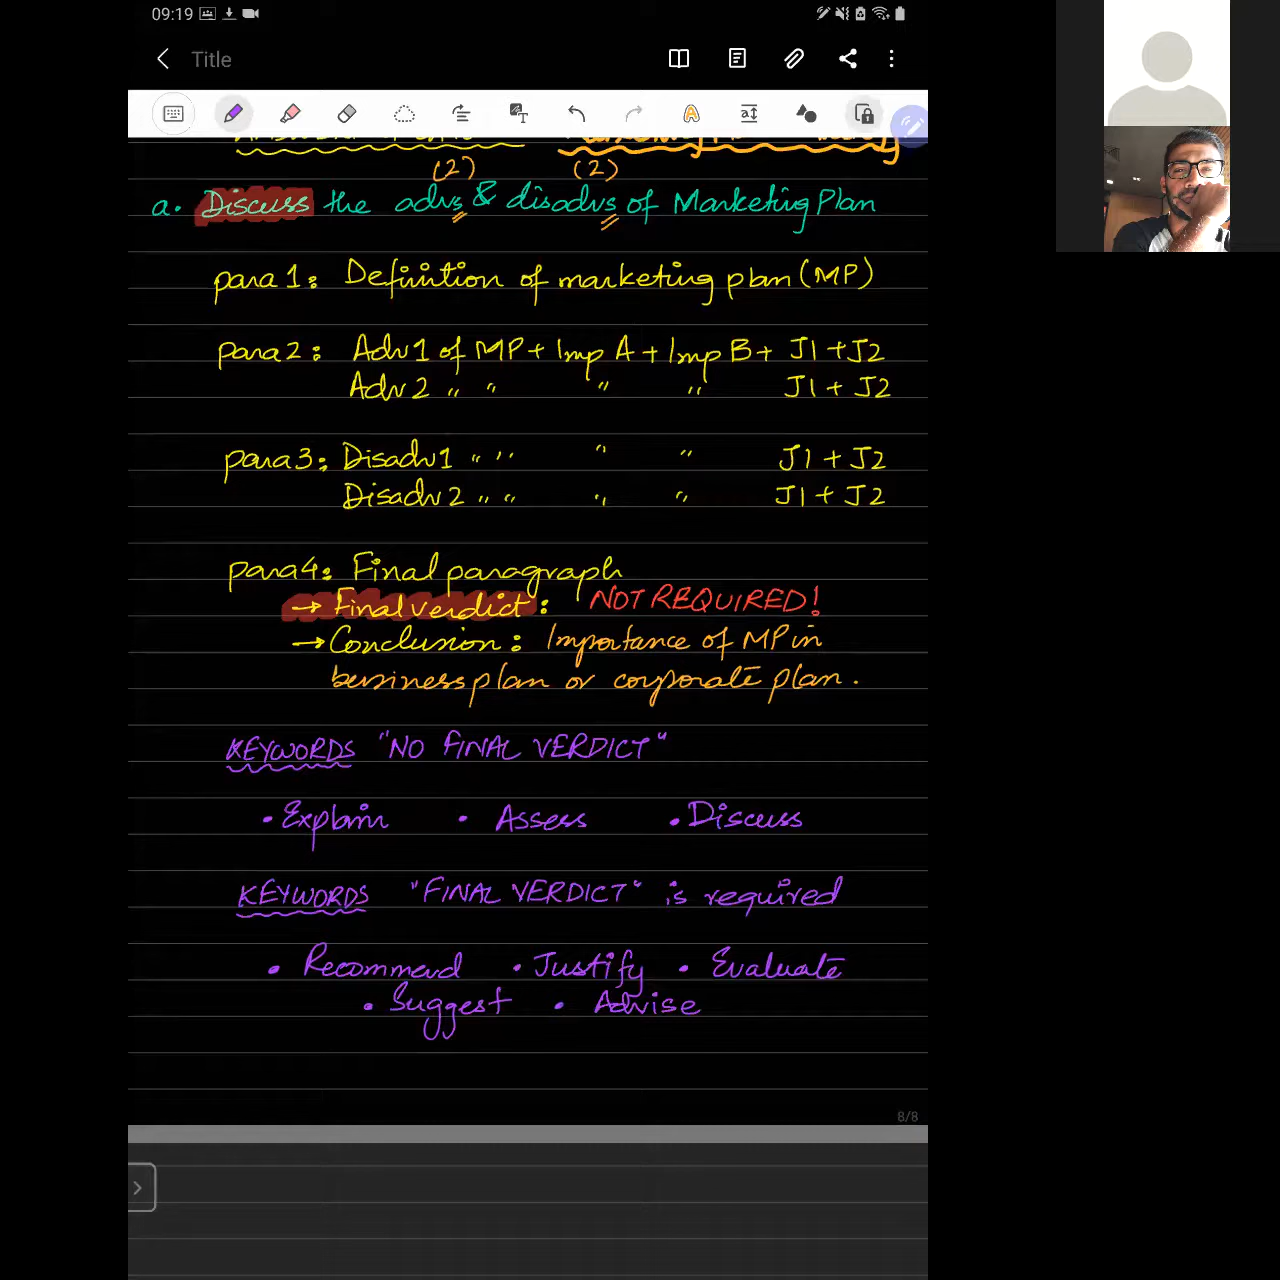 09:19
Title
(2) (2)
a. Discuss the advs & disadvs of Marketing Plan
para 1: Definition of marketing plan (MP)
para 2: Adv 1 of MP + Imp A + Imp B + J1 + J2
Adv 2 " " " " J1 + J2
para 3: Disadv 1 " " " " J1 + J2
Disadv 2 " " " " J1 + J2
para 4: Final paragraph
→ Final verdict: NOT REQUIRED!
→ Conclusion: Importance of MP in
business plan or corporate plan.
KEYWORDS "NO FINAL VERDICT"
• Explain • Assess • Discuss
KEYWORDS "FINAL VERDICT" is required
• Recommend • Justify • Evaluate
• Suggest • Advise
8/8